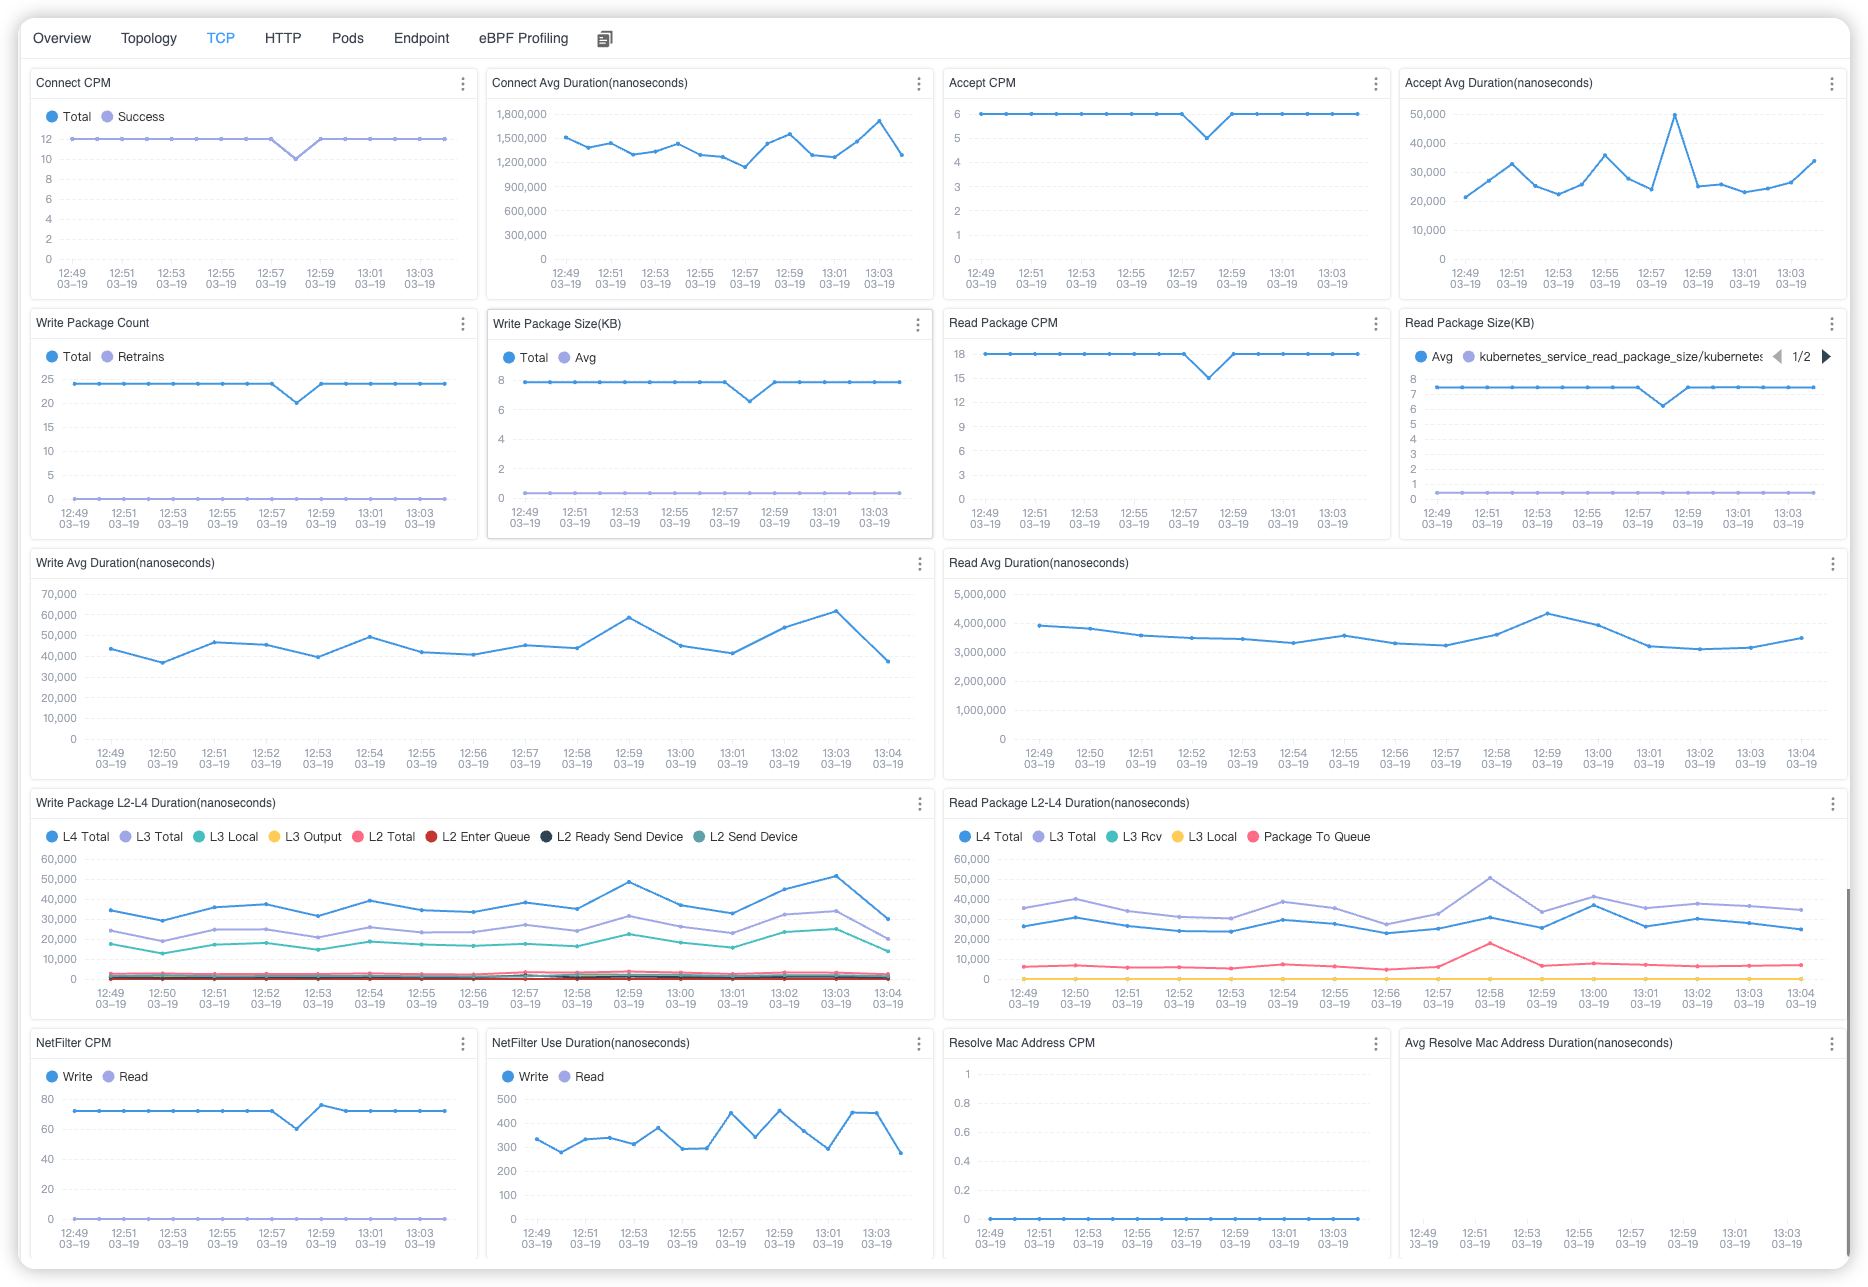 Overview Topology TCP HTTP Pods Endpoint eBPF Profiling
Connect CPM
Total Success
12
10
8
6
4
2
0
12:49 12:51 12:53 12:55 12:57 12:59 13:01 13:03
03–19 03–19 03–19 03–19 03–19 03–19 03–19 03–19
Connect Avg Duration(nanoseconds)
1,800,000
1,500,000
1,200,000
900,000
600,000
300,000
0
12:49 12:51 12:53 12:55 12:57 12:59 13:01 13:03
03–19 03–19 03–19 03–19 03–19 03–19 03–19 03–19
Accept CPM
6
5
4
3
2
1
0
12:49 12:51 12:53 12:55 12:57 12:59 13:01 13:03
03–19 03–19 03–19 03–19 03–19 03–19 03–19 03–19
Accept Avg Duration(nanoseconds)
50,000
40,000
30,000
20,000
10,000
0
12:49 12:51 12:53 12:55 12:57 12:59 13:01 13:03
03–19 03–19 03–19 03–19 03–19 03–19 03–19 03–19
Write Package Count
Total Retrains
25
20
15
10
5
0
12:49 12:51 12:53 12:55 12:57 12:59 13:01 13:03
03–19 03–19 03–19 03–19 03–19 03–19 03–19 03–19
Write Package Size(KB)
Total Avg
8
6
4
2
0
12:49 12:51 12:53 12:55 12:57 12:59 13:01 13:03
03–19 03–19 03–19 03–19 03–19 03–19 03–19 03–19
Read Package CPM
18
15
12
9
6
3
0
12:49 12:51 12:53 12:55 12:57 12:59 13:01 13:03
03–19 03–19 03–19 03–19 03–19 03–19 03–19 03–19
Read Package Size(KB)
Avg kubernetes_service_read_package_size/kubernetes 1/2
8
7
6
5
4
3
2
1
0
12:49 12:51 12:53 12:55 12:57 12:59 13:01 13:03
03–19 03–19 03–19 03–19 03–19 03–19 03–19 03–19
Write Avg Duration(nanoseconds)
70,000
60,000
50,000
40,000
30,000
20,000
10,000
0
12:49 12:50 12:51 12:52 12:53 12:54 12:55 12:56 12:57 12:58 12:59 13:00 13:01 13:02 13:03 13:04
03–19 03–19 03–19 03–19 03–19 03–19 03–19 03–19 03–19 03–19 03–19 03–19 03–19 03–19 03–19 03–19
Read Avg Duration(nanoseconds)
5,000,000
4,000,000
3,000,000
2,000,000
1,000,000
0
12:49 12:50 12:51 12:52 12:53 12:54 12:55 12:56 12:57 12:58 12:59 13:00 13:01 13:02 13:03 13:04
03–19 03–19 03–19 03–19 03–19 03–19 03–19 03–19 03–19 03–19 03–19 03–19 03–19 03–19 03–19 03–19
Write Package L2-L4 Duration(nanoseconds)
L4 Total L3 Total L3 Local L3 Output L2 Total L2 Enter Queue L2 Ready Send Device L2 Send Device
60,000
50,000
40,000
30,000
20,000
10,000
0
12:49 12:50 12:51 12:52 12:53 12:54 12:55 12:56 12:57 12:58 12:59 13:00 13:01 13:02 13:03 13:04
03–19 03–19 03–19 03–19 03–19 03–19 03–19 03–19 03–19 03–19 03–19 03–19 03–19 03–19 03–19 03–19
Read Package L2-L4 Duration(nanoseconds)
L4 Total L3 Total L3 Rcv L3 Local Package To Queue
60,000
50,000
40,000
30,000
20,000
10,000
0
12:49 12:50 12:51 12:52 12:53 12:54 12:55 12:56 12:57 12:58 12:59 13:00 13:01 13:02 13:03 13:04
03–19 03–19 03–19 03–19 03–19 03–19 03–19 03–19 03–19 03–19 03–19 03–19 03–19 03–19 03–19 03–19
NetFilter CPM
Write Read
80
60
40
20
0
12:49 12:51 12:53 12:55 12:57 12:59 13:01 13:03
03–19 03–19 03–19 03–19 03–19 03–19 03–19 03–19
NetFilter Use Duration(nanoseconds)
Write Read
500
400
300
200
100
0
12:49 12:51 12:53 12:55 12:57 12:59 13:01 13:03
03–19 03–19 03–19 03–19 03–19 03–19 03–19 03–19
Resolve Mac Address CPM
1
0.8
0.6
0.4
0.2
0
12:49 12:51 12:53 12:55 12:57 12:59 13:01 13:03
03–19 03–19 03–19 03–19 03–19 03–19 03–19 03–19
Avg Resolve Mac Address Duration(nanoseconds)
12:49 12:51 12:53 12:55 12:57 12:59 13:01 13:03
03–19 03–19 03–19 03–19 03–19 03–19 03–19 03–19